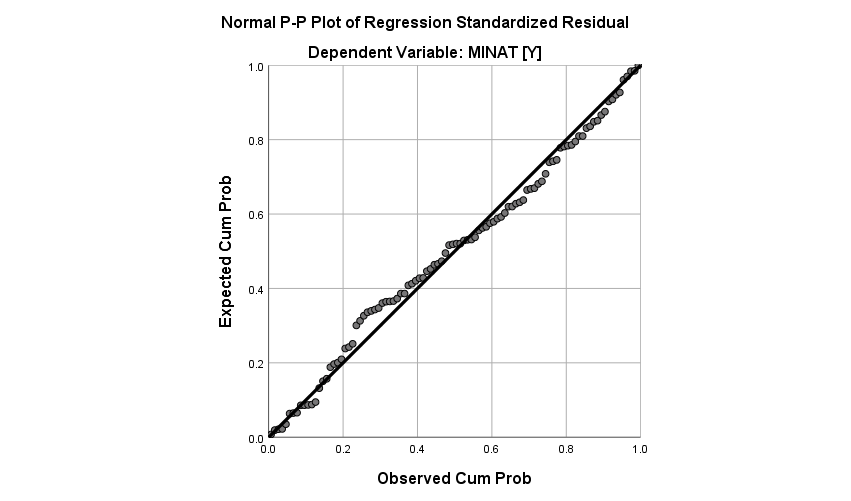 Normal P-P Plot of Regression Standardized Residual
Dependent Variable: MINAT [Y]
1.0
0.8
0.6
0.4
0.2
0.0
Expected Cum Prob
0.0 0.2 0.4 0.6 0.8 1.0
Observed Cum Prob